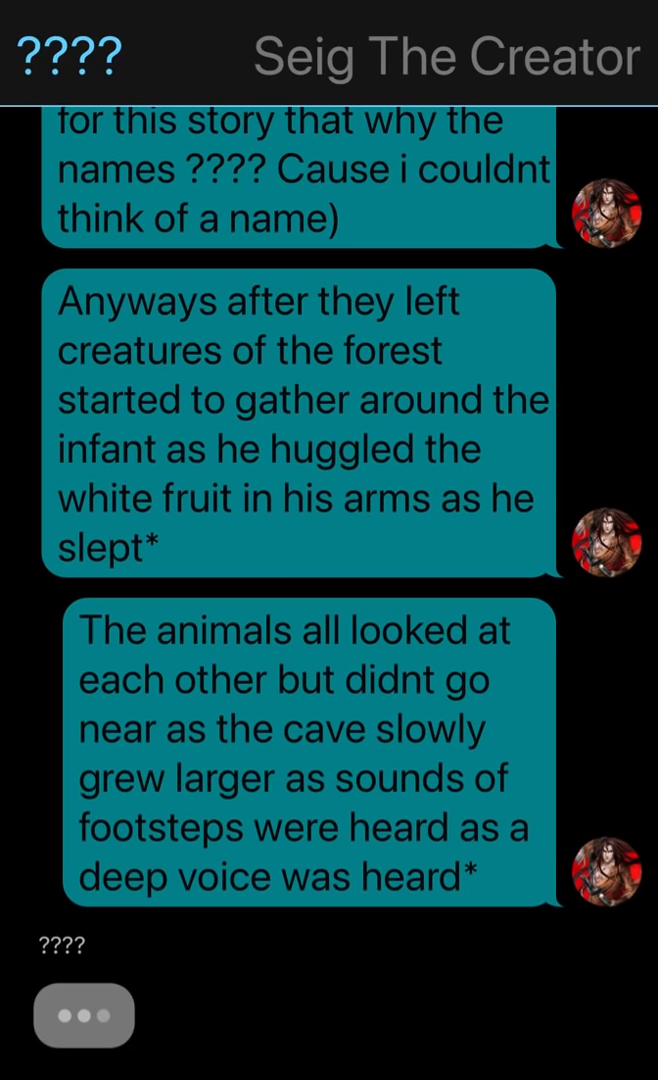 ???? Seig The Creator
for this story that why the
names ???? Cause i couldnt
think of a name)
Anyways after they left
creatures of the forest
started to gather around the
infant as he huggled the
white fruit in his arms as he
slept*
The animals all looked at
each other but didnt go
near as the cave slowly
grew larger as sounds of
footsteps were heard as a
deep voice was heard*
????